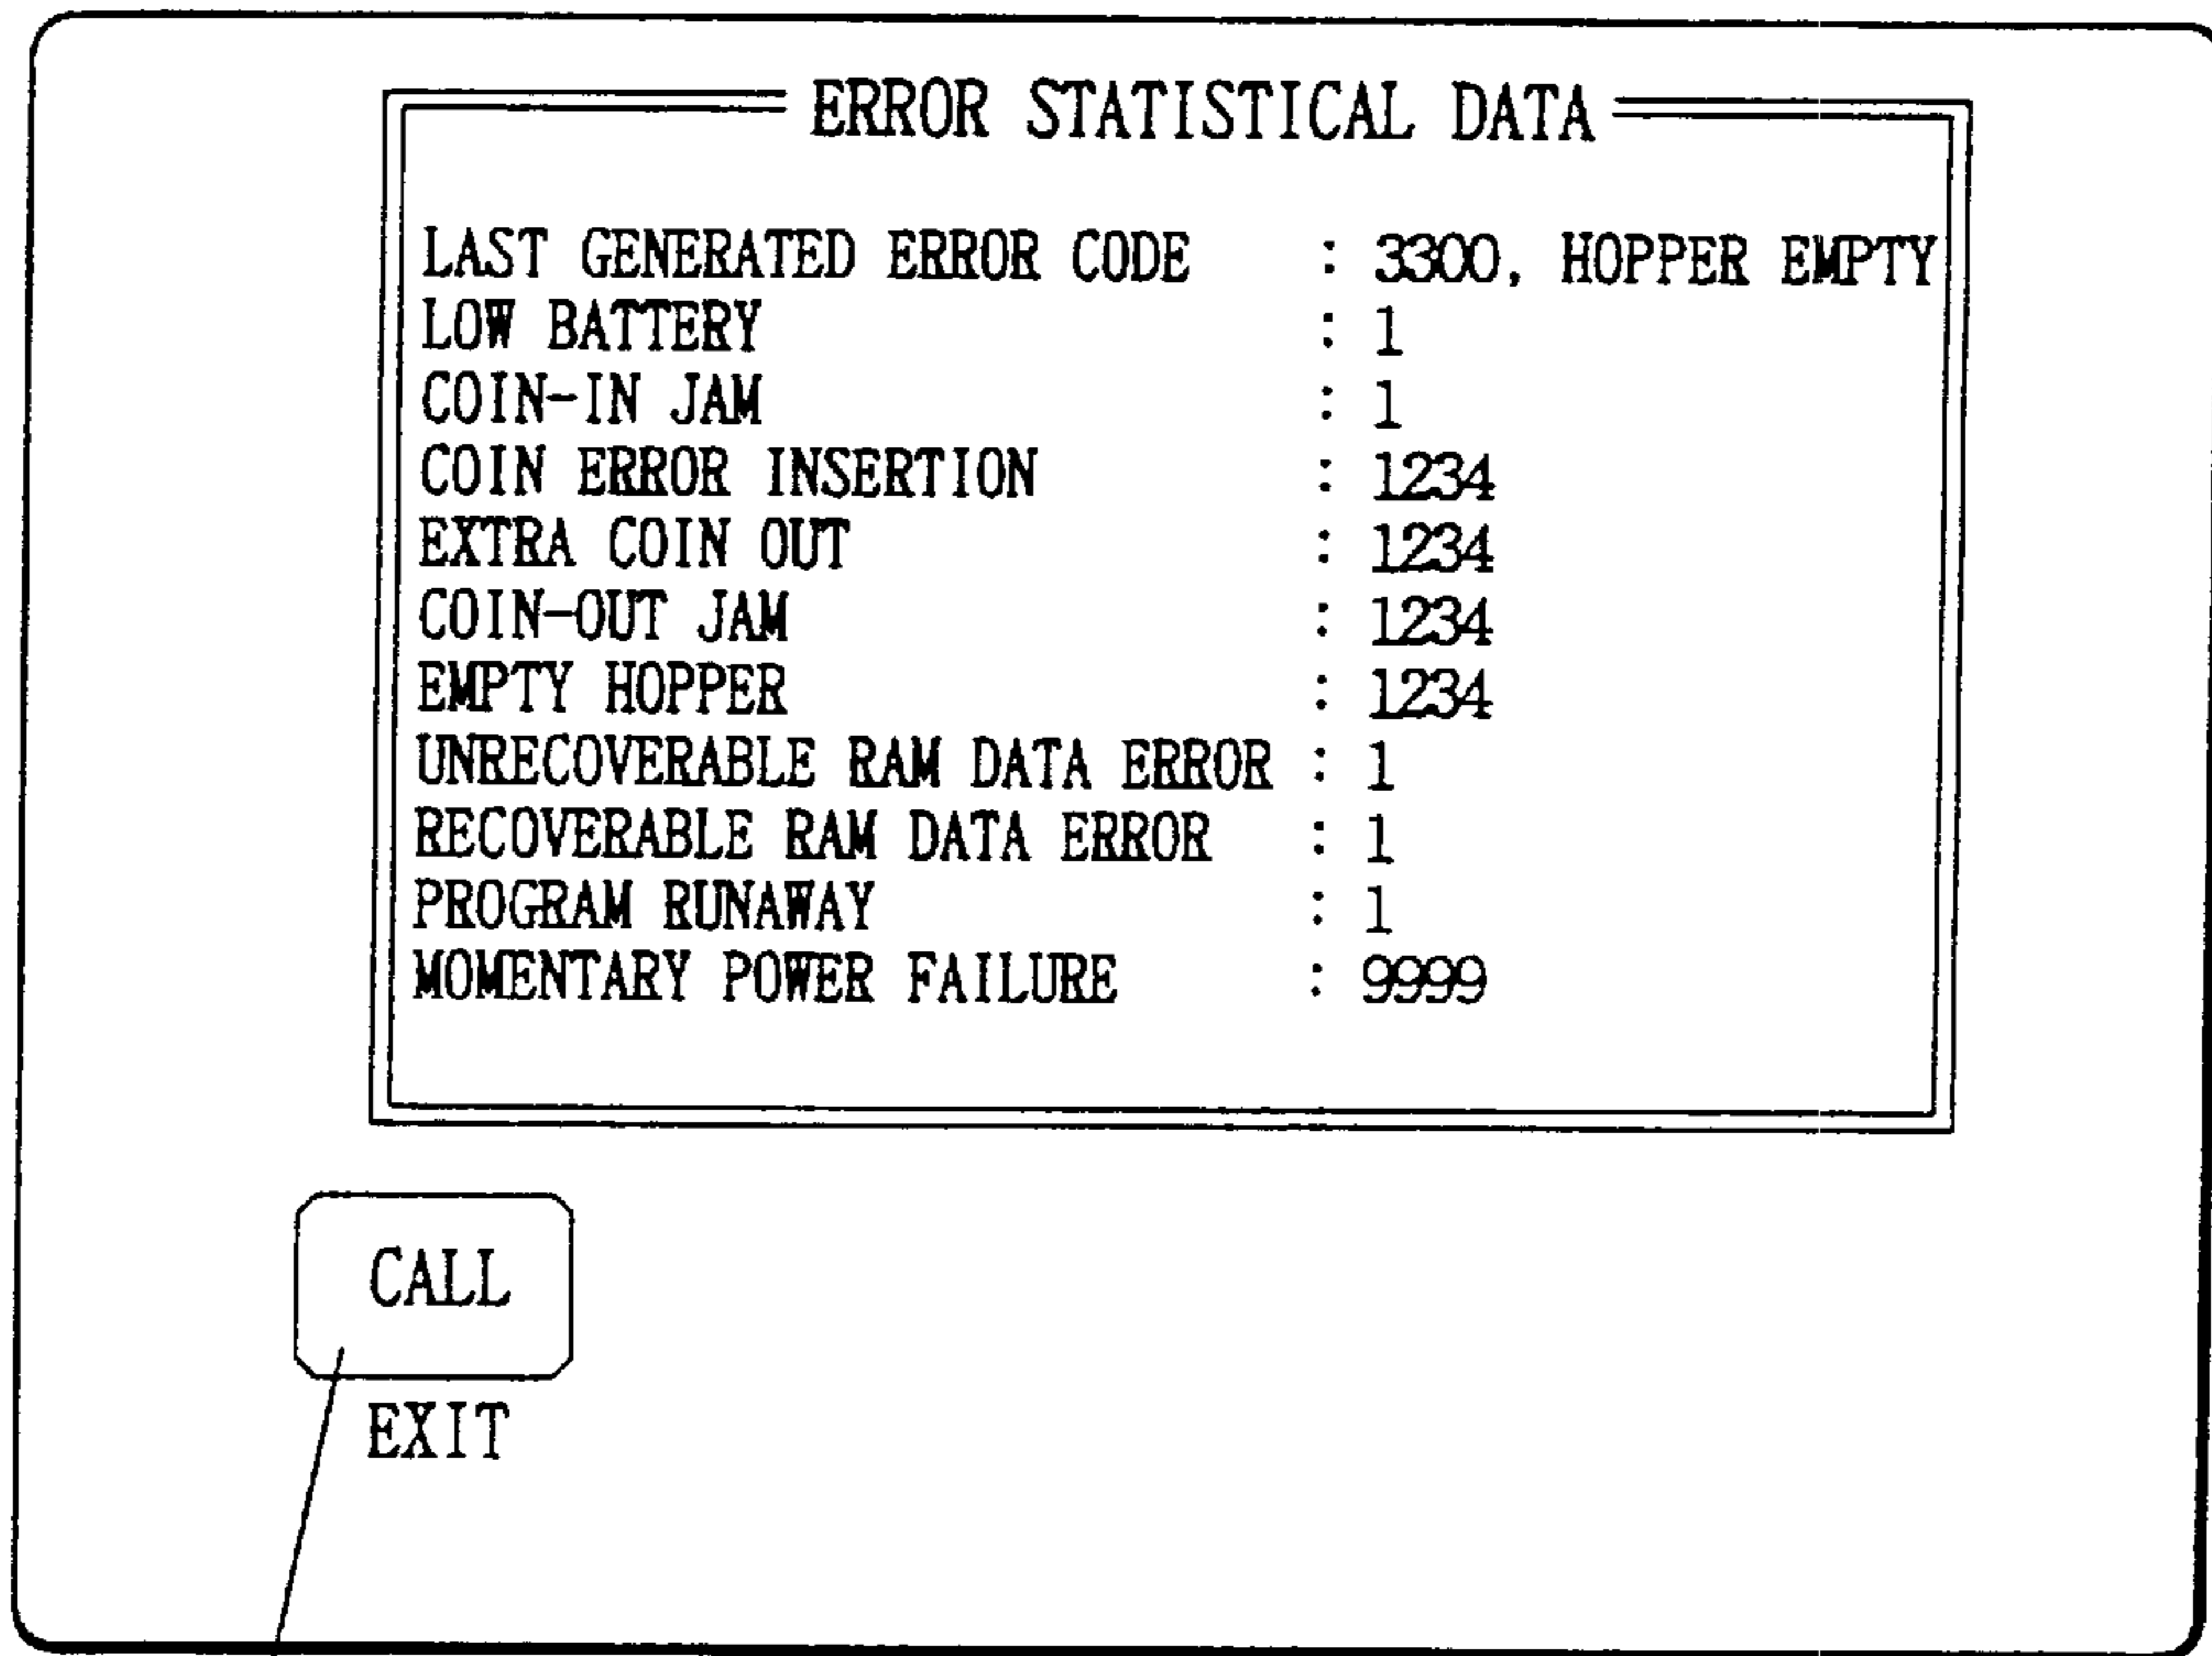 ERROR STATISTICAL DATA
LAST GENERATED ERROR CODE : 3300, HOPPER EMPTY
LOW BATTERY : 1
COIN-IN JAM : 1
COIN ERROR INSERTION : 1234
EXTRA COIN OUT : 1234
COIN-OUT JAM : 1234
EMPTY HOPPER : 1234
UNRECOVERABLE RAM DATA ERROR : 1
RECOVERABLE RAM DATA ERROR : 1
PROGRAM RUNAWAY : 1
MOMENTARY POWER FAILURE : 9999
CALL
EXIT